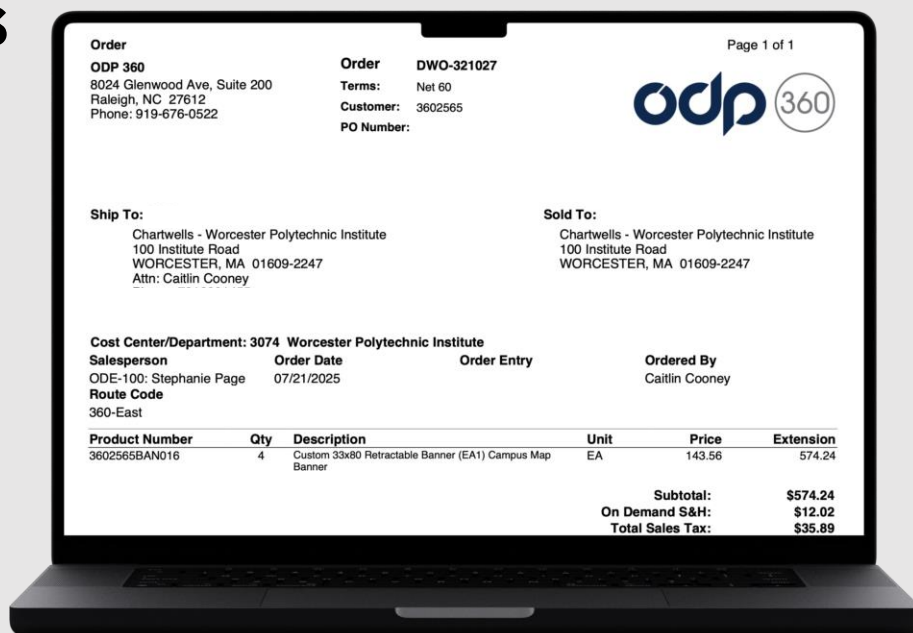 Order
Page 1 of 1
ODP 360
8024 Glenwood Ave, Suite 200
Raleigh, NC 27612
Phone: 919-676-0522
Order DWO-321027
Terms: Net 60
Customer: 3602565
PO Number:
odp 360
Ship To:
Chartwells - Worcester Polytechnic Institute
100 Institute Road
WORCESTER, MA 01609-2247
Attn: Caitlin Cooney
Sold To:
Chartwells - Worcester Polytechnic Institute
100 Institute Road
WORCESTER, MA 01609-2247
Cost Center/Department: 3074 Worcester Polytechnic Institute
Salesperson Order Date Order Entry Ordered By
ODE-100: Stephanie Page 07/21/2025 Caitlin Cooney
Route Code
360-East
Product Number Qty Description Unit Price Extension
3602565BAN016 4 Custom 33x80 Retractable Banner (EA1) Campus Map EA 143.56 574.24
Banner
Subtotal: $574.24
On Demand S&H: $12.02
Total Sales Tax: $35.89